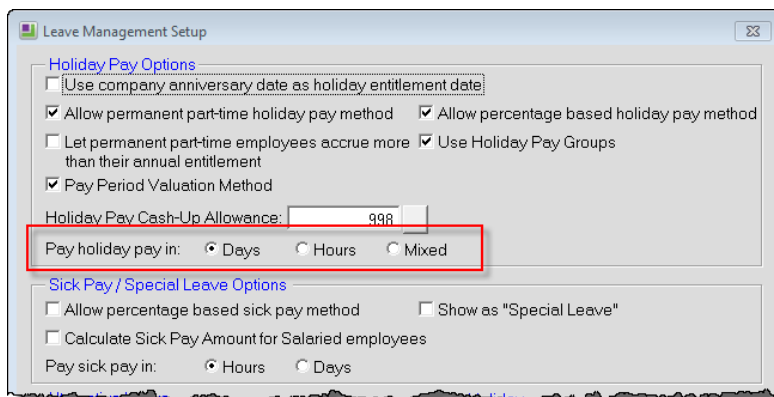 Leave Management Setup
Holiday Pay Options
Use company anniversary date as holiday entitlement date
Allow permanent part-time holiday pay method Allow percentage based holiday pay method
Let permanent part-time employees accrue more Use Holiday Pay Groups
than their annual entitlement
Pay Period Valuation Method
Holiday Pay Cash-Up Allowance: 998
Pay holiday pay in: Days Hours Mixed
Sick Pay / Special Leave Options
Allow percentage based sick pay method Show as "Special Leave"
Calculate Sick Pay Amount for Salaried employees
Pay sick pay in: Hours Days